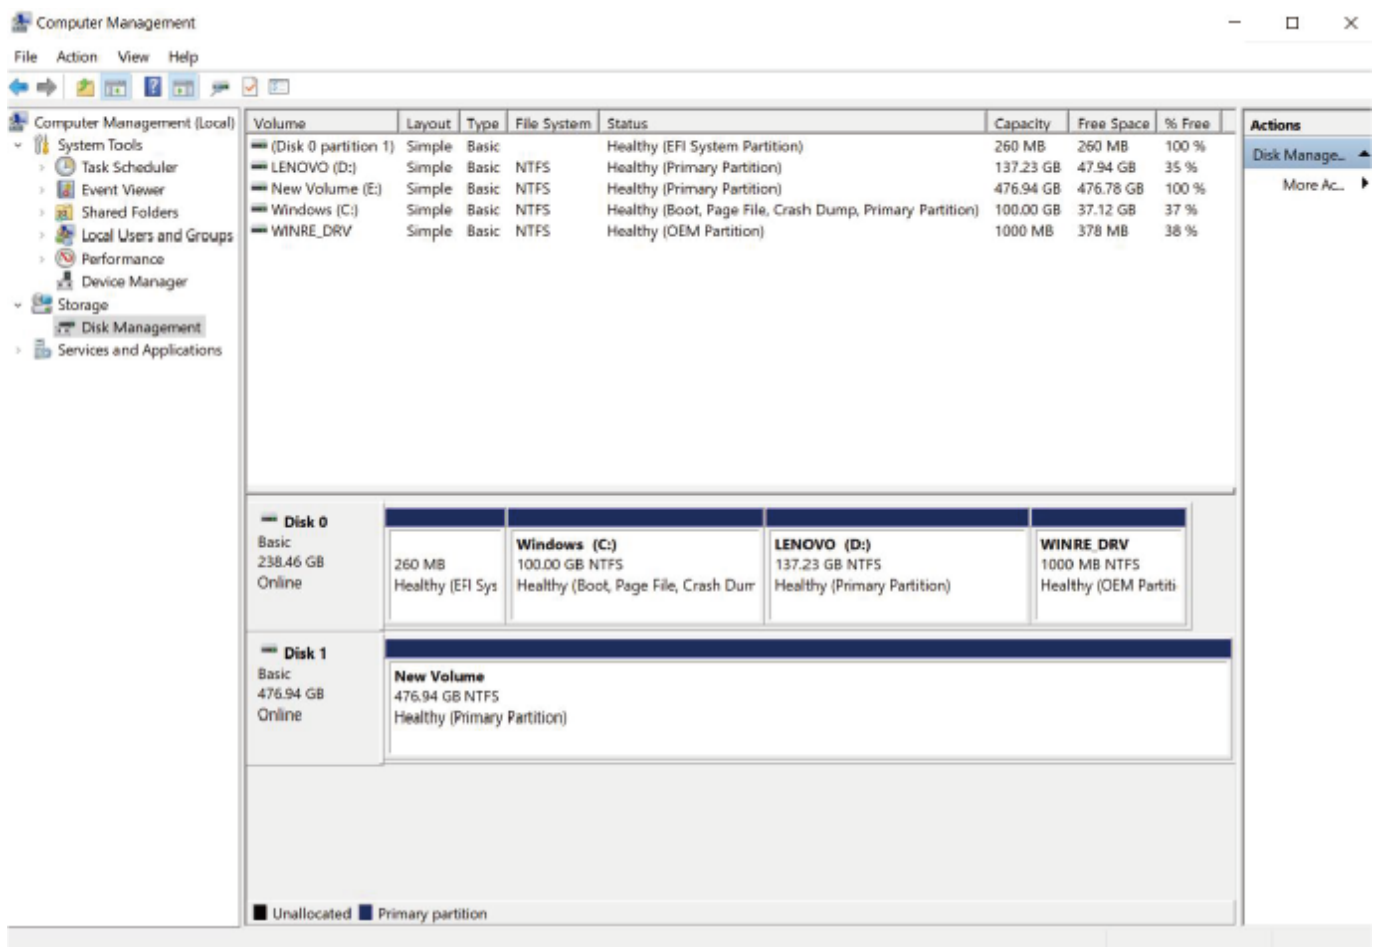 Computer Management
File Action View Help
Computer Management (Local)
System Tools
Task Scheduler
Event Viewer
Shared Folders
Local Users and Groups
Performance
Device Manager
Storage
Disk Management
Services and Applications
Volume Layout Type File System Status Capacity Free Space % Free
(Disk 0 partition 1) Simple Basic Healthy (EFI System Partition) 260 MB 260 MB 100 %
LENOVO (D:) Simple Basic NTFS Healthy (Primary Partition) 137.23 GB 47.94 GB 35 %
New Volume (E:) Simple Basic NTFS Healthy (Primary Partition) 476.94 GB 476.78 GB 100 %
Windows (C:) Simple Basic NTFS Healthy (Boot, Page File, Crash Dump, Primary Partition) 100.00 GB 37.12 GB 37 %
WINRE_DRV Simple Basic NTFS Healthy (OEM Partition) 1000 MB 378 MB 38 %
Actions
Disk Manage...
More Ac...
Disk 0
Basic
238.46 GB
Online
260 MB
Healthy (EFI Sys
Windows (C:)
100.00 GB NTFS
Healthy (Boot, Page File, Crash Dum
LENOVO (D:)
137.23 GB NTFS
Healthy (Primary Partition)
WINRE_DRV
1000 MB NTFS
Healthy (OEM Partiti
Disk 1
Basic
476.94 GB
Online
New Volume
476.94 GB NTFS
Healthy (Primary Partition)
Unallocated Primary partition